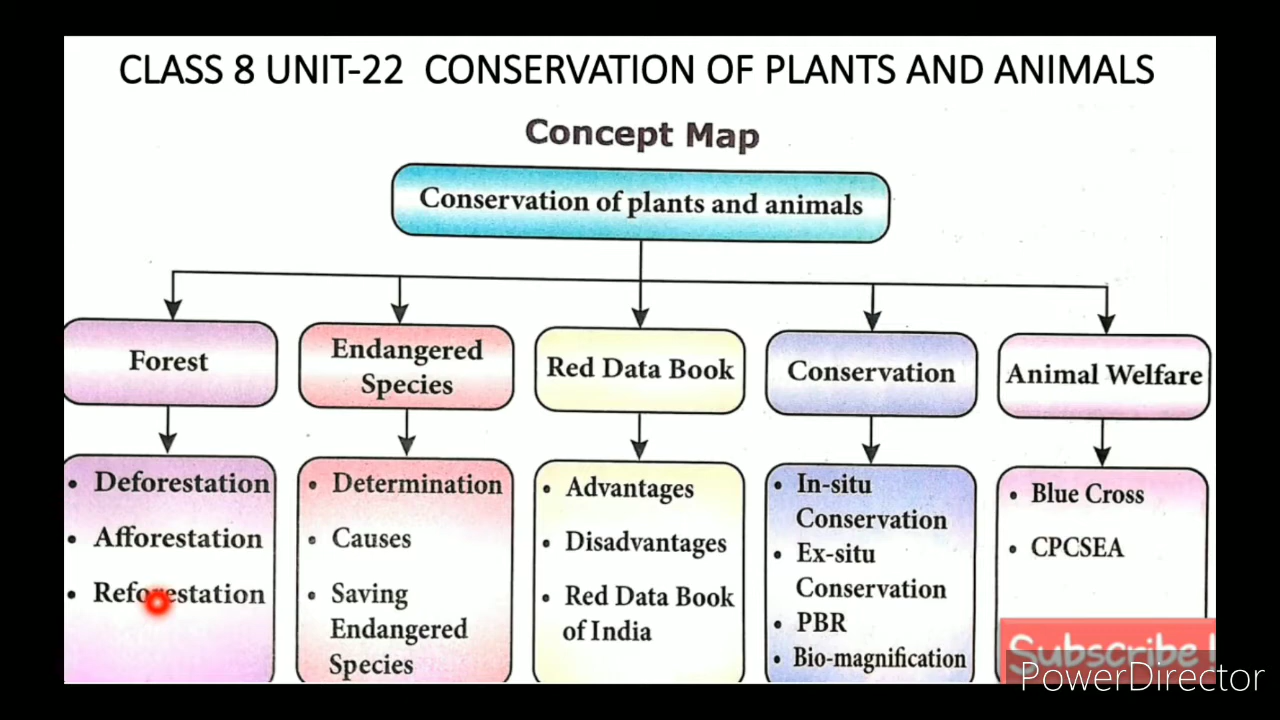 CLASS 8 UNIT-22 CONSERVATION OF PLANTS AND ANIMALS
Concept Map
Conservation of plants and animals
Forest
Endangered
Species
Red Data Book
Conservation
Animal Welfare
• Deforestation
• Afforestation
• Reforestation
• Determination
• Causes
• Saving
Endangered
Species
• Advantages
• Disadvantages
• Red Data Book
of India
• In-situ
Conservation
• Ex-situ
Conservation
• PBR
• Bio-magnification
• Blue Cross
• CPCSEA
Subscribe !
PowerDirector